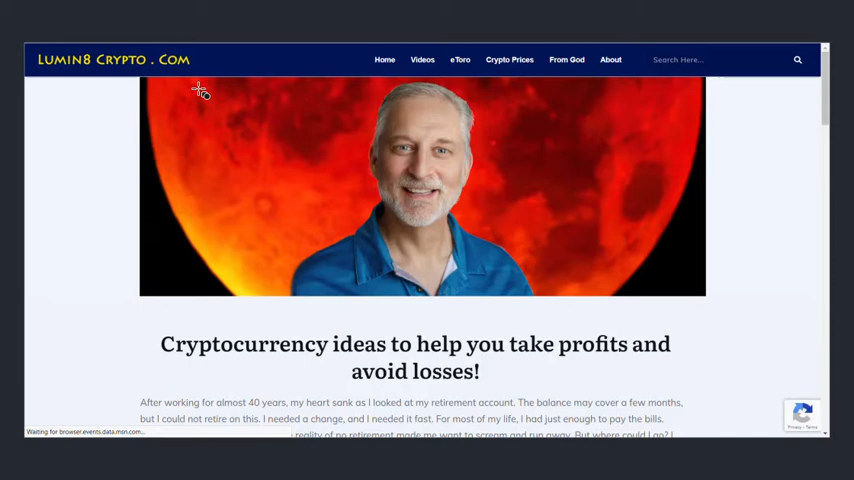 LUMIN8 CRYPTO . COM
Home Videos eToro Crypto Prices From God About Search Here...
Cryptocurrency ideas to help you take profits and
avoid losses!
After working for almost 40 years, my heart sank as I looked at my retirement account. The balance may cover a few months,
but I could not retire on this. I needed a change, and I needed it fast. For most of my life, I had just enough to pay the bills.
reality of no retirement made me want to scream and run away. But where could I go? I
Privacy - Terms
Waiting for browser.events.data.msn.com...